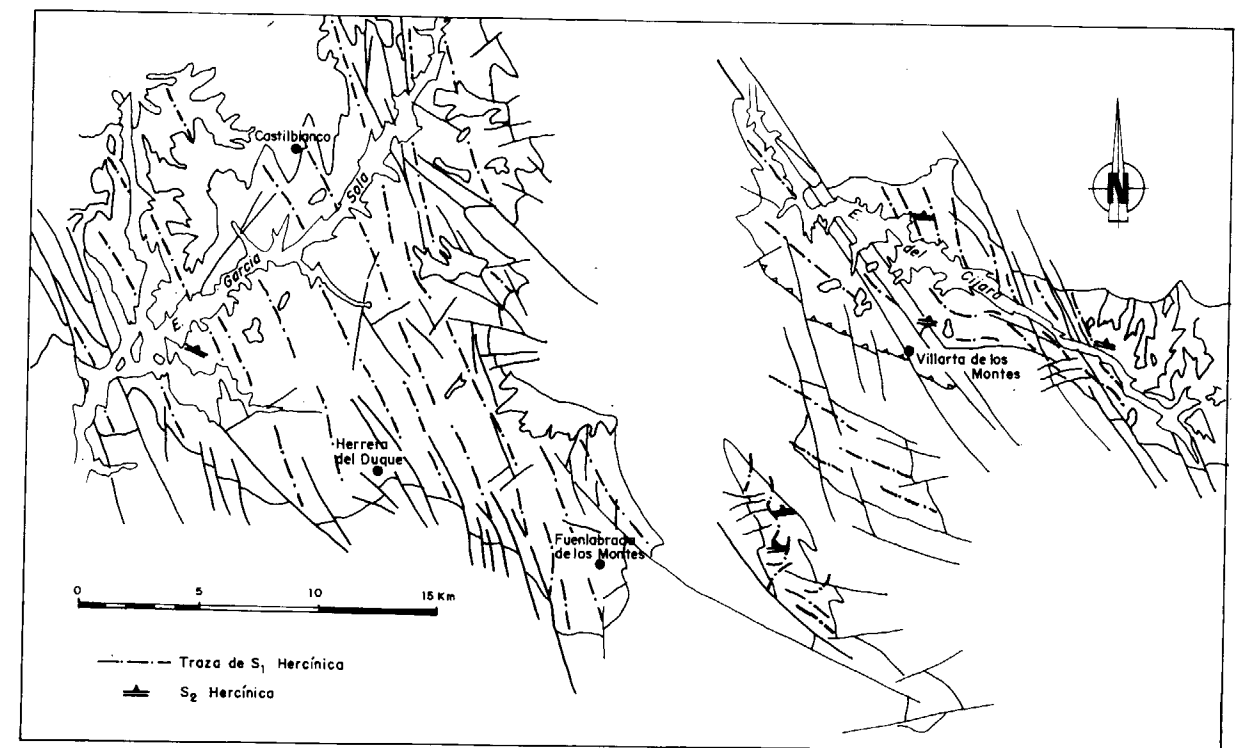 Castilblanco
E. García Sola
N
E. del Cijara
Villarta de los
Montes
Herrera
del Duque
Fuenlabrada
de los Montes
0 5 10 15 Km
Traza de S₁ Hercínica
S₂ Hercínica